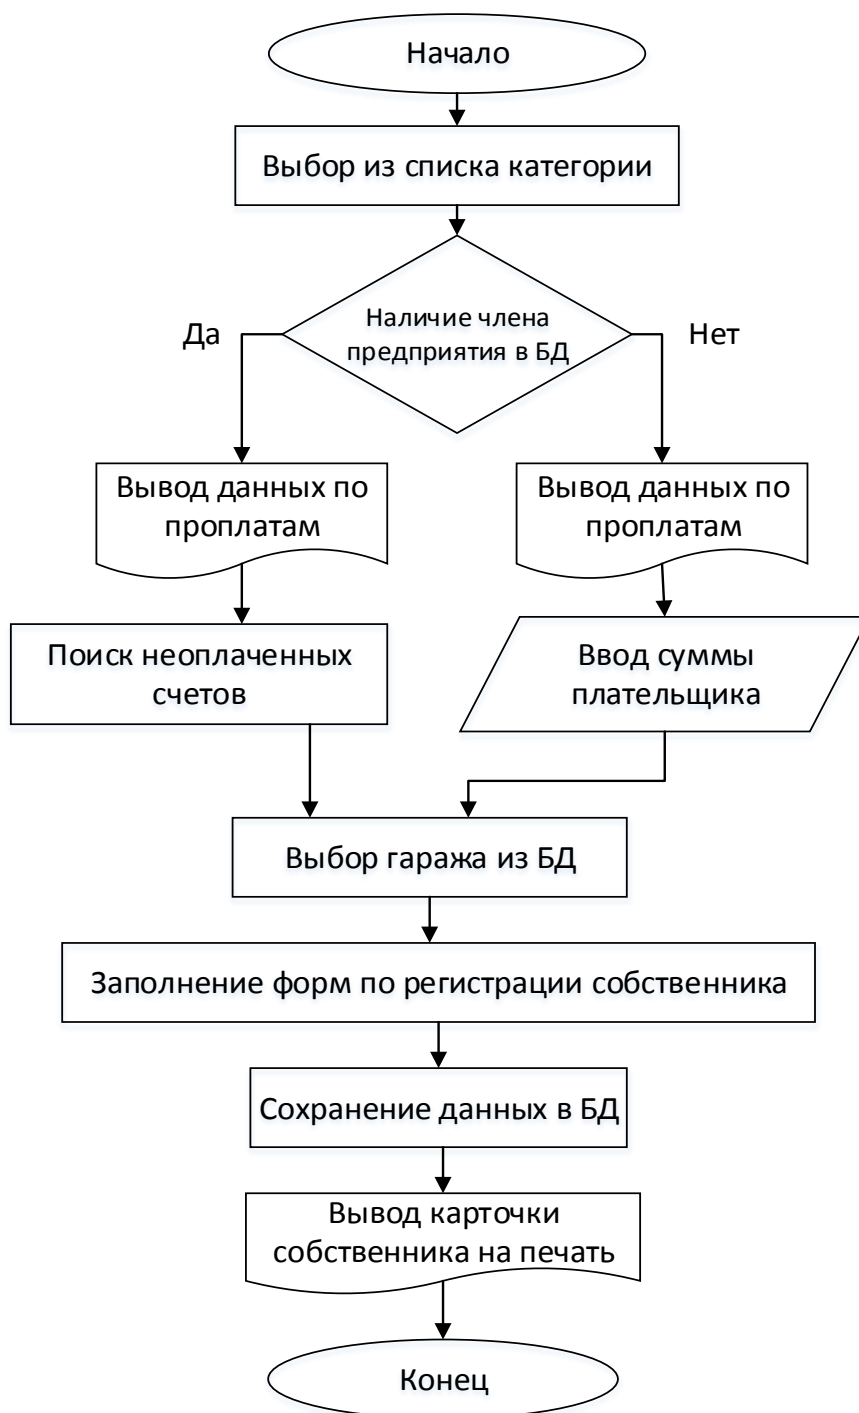 Начало
Выбор из списка категории
Наличие члена
предприятия в БД
Да
Нет
Вывод данных по
проплатам
Вывод данных по
проплатам
Поиск неоплаченных
счетов
Ввод суммы
плательщика
Выбор гаража из БД
Заполнение форм по регистрации собственника
Сохранение данных в БД
Вывод карточки
собственника на печать
Конец